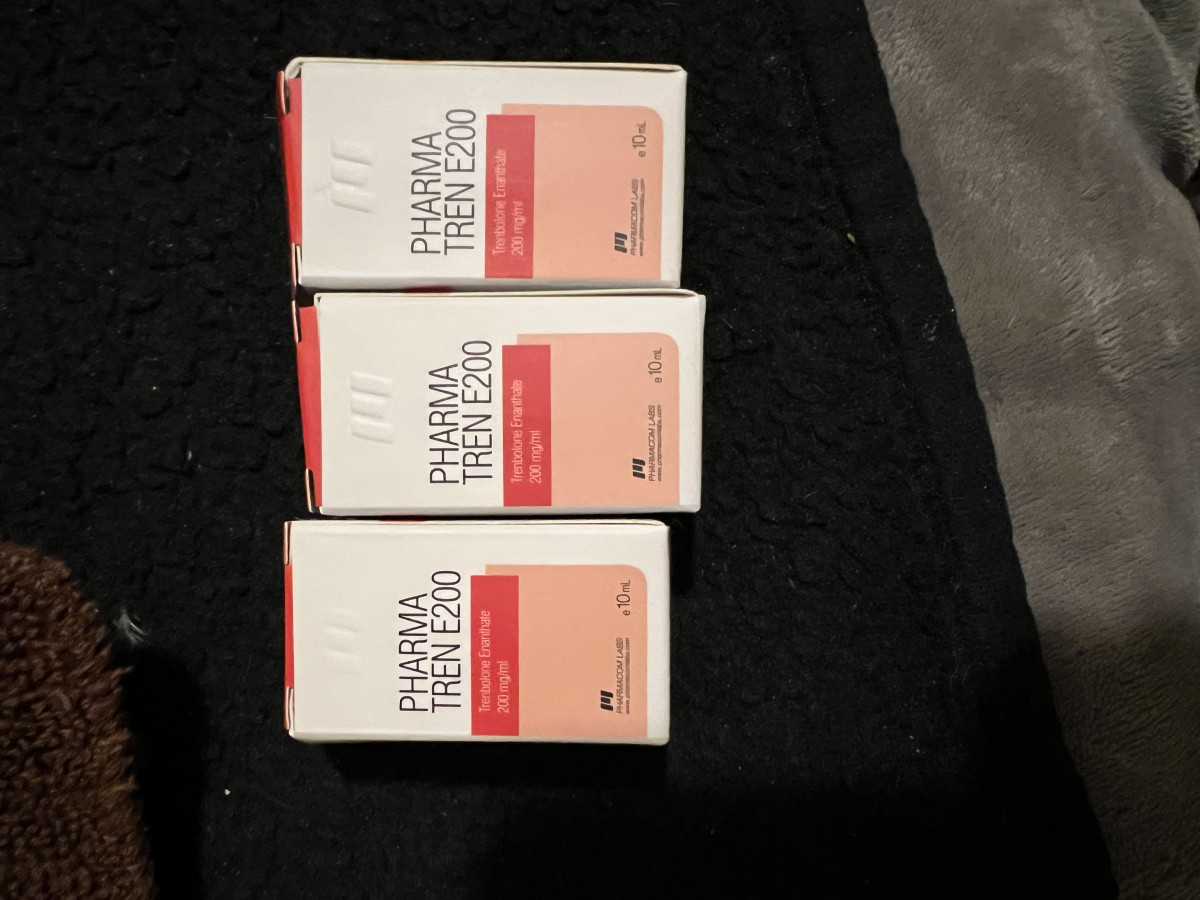 PHARMA
TREN E200
Trenbolone Enanthate
200 mg/ml
PHARMACOM LABS
e 10 mL
PHARMA
TREN E200
Trenbolone Enanthate
200 mg/ml
PHARMACOM LABS
e 10 mL
PHARMA
TREN E200
Trenbolone Enanthate
200 mg/ml
PHARMACOM LABS
e 10 mL